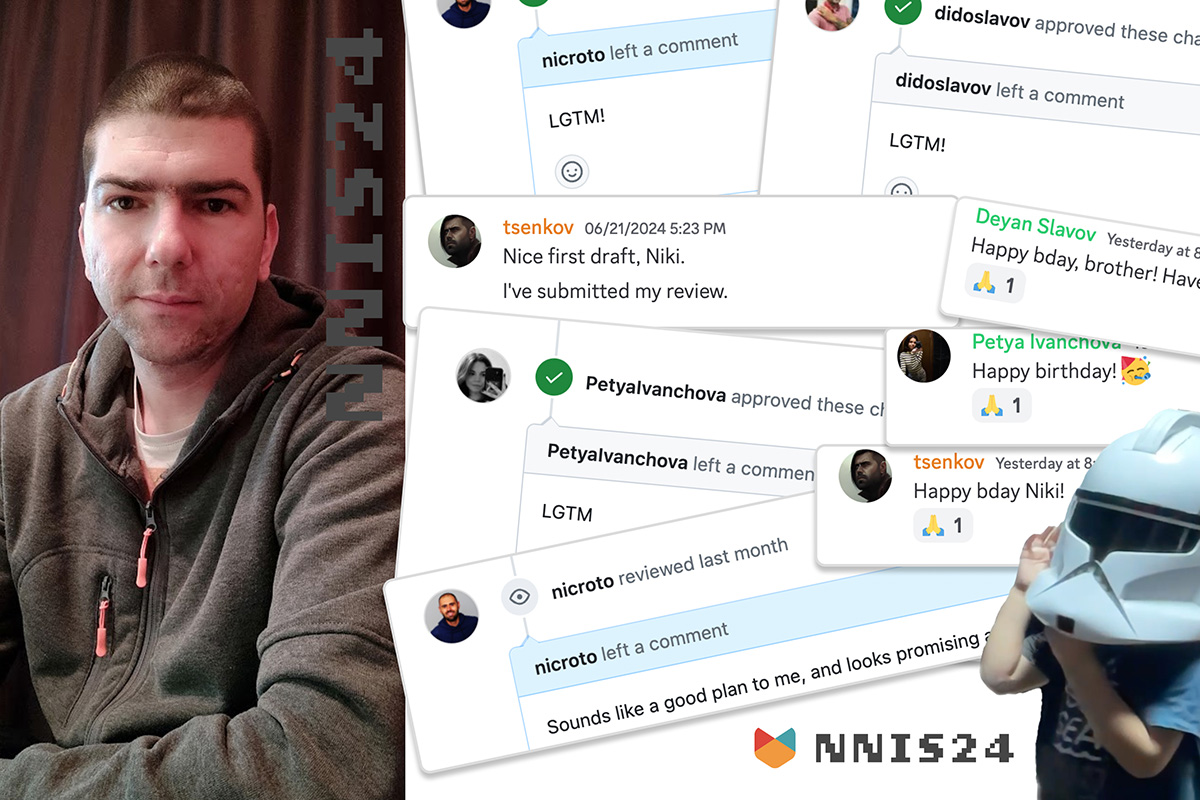 NNIS24
nicroto left a comment
LGTM!
didoslavov approved these cha
didoslavov left a comment
LGTM!
tsenkov 06/21/2024 5:23 PM
Nice first draft, Niki.
I've submitted my review.
Deyan Slavov Yesterday at 8
Happy bday, brother! Have
🙏 1
Petya Ivanchova
Happy birthday! 🥳
🙏 1
PetyaIvanchova approved these ch
PetyaIvanchova left a commen
LGTM
tsenkov Yesterday at 8:
Happy bday Niki!
🙏 1
nicroto reviewed last month
nicroto left a comment
Sounds like a good plan to me, and looks promising a
NNIS24